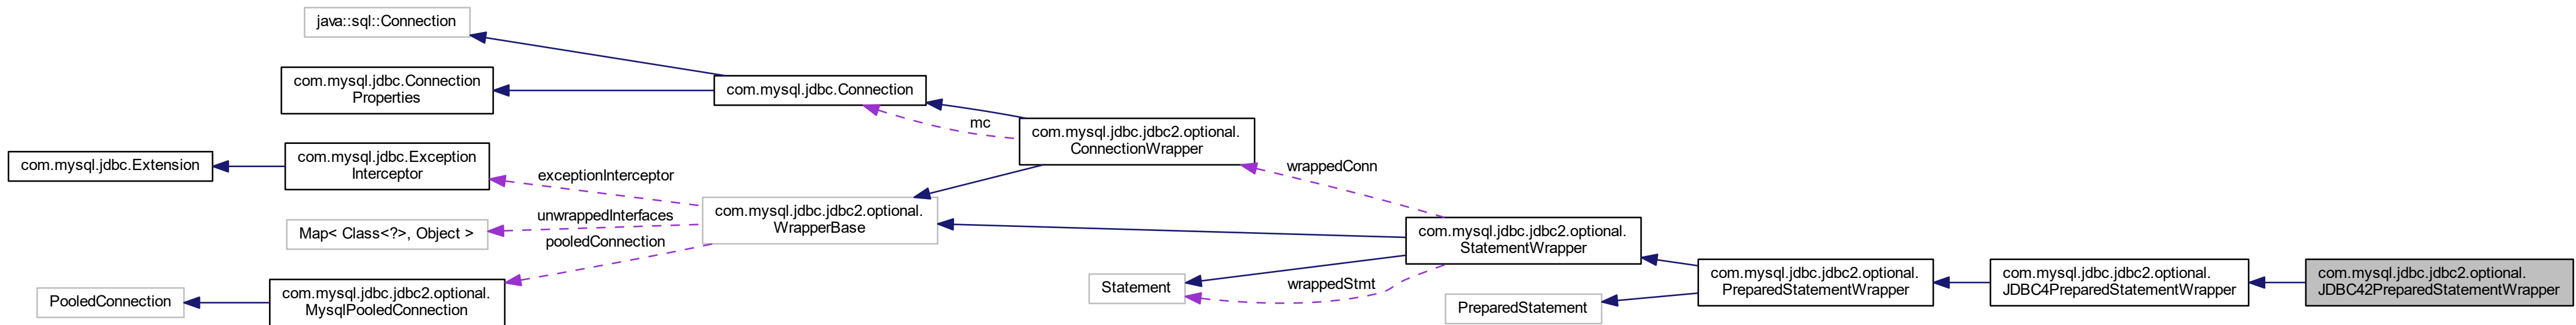 java::sql::Connection
com.mysql.jdbc.Connection
Properties
com.mysql.jdbc.Connection
mc
com.mysql.jdbc.jdbc2.optional.
ConnectionWrapper
com.mysql.jdbc.Extension
com.mysql.jdbc.Exception
Interceptor
exceptionInterceptor
wrappedConn
unwrappedInterfaces
Map< Class<?>, Object >
com.mysql.jdbc.jdbc2.optional.
WrapperBase
pooledConnection
com.mysql.jdbc.jdbc2.optional.
StatementWrapper
PooledConnection
com.mysql.jdbc.jdbc2.optional.
MysqlPooledConnection
Statement
wrappedStmt
PreparedStatement
com.mysql.jdbc.jdbc2.optional.
PreparedStatementWrapper
com.mysql.jdbc.jdbc2.optional.
JDBC4PreparedStatementWrapper
com.mysql.jdbc.jdbc2.optional.
JDBC42PreparedStatementWrapper